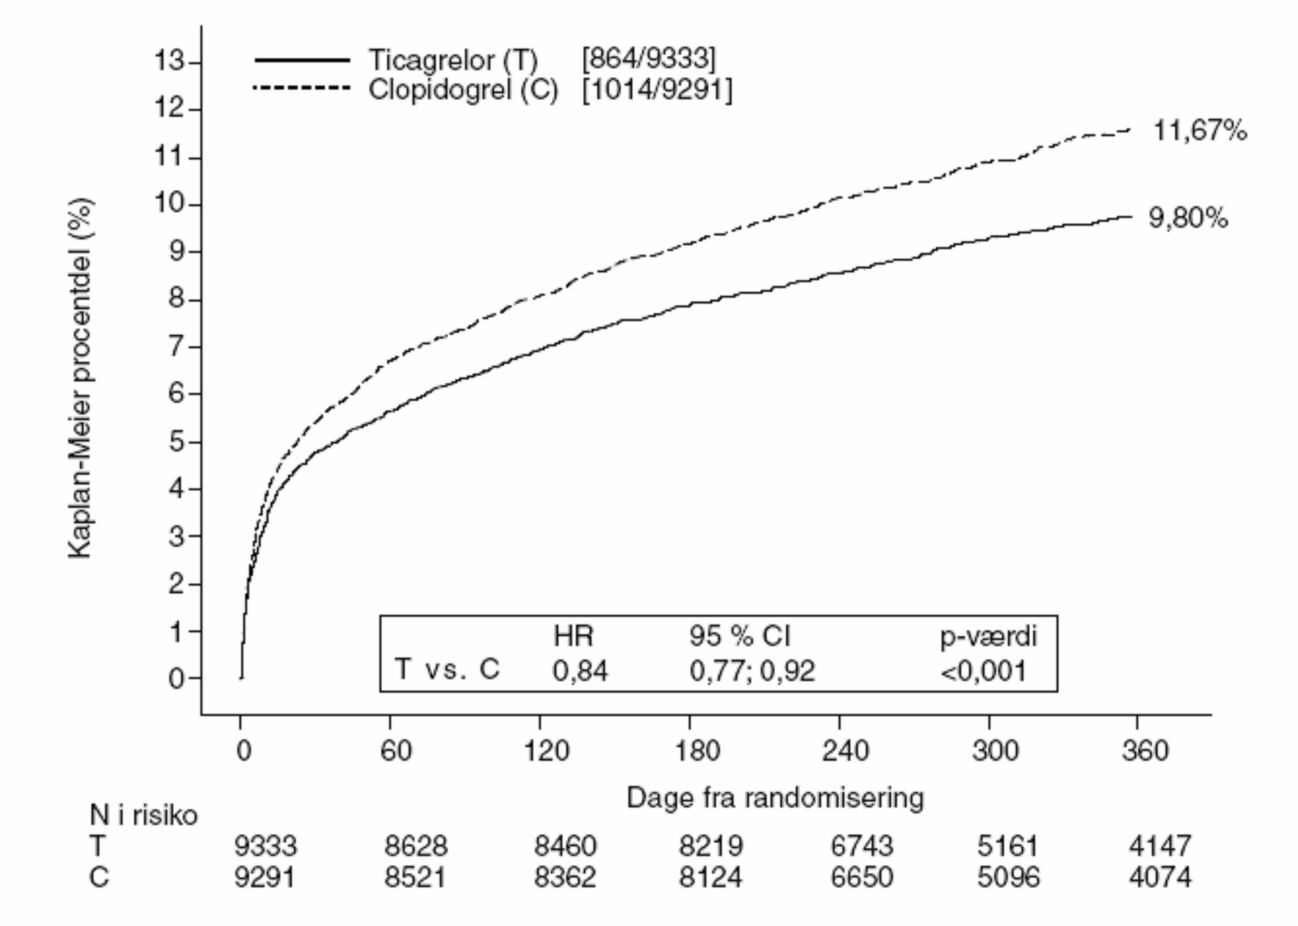 Ticagrelor (T) [864/9333]
Clopidogrel (C) [1014/9291]
13
12
11
10
9
8
7
6
5
4
3
2
1
0
Kaplan-Meier procentdel (%)
11,67%
9,80%
HR 95 % CI p-værdi
T vs. C 0,84 0,77; 0,92 <0,001
0 60 120 180 240 300 360
Dage fra randomisering
N i risiko
T 9333 8628 8460 8219 6743 5161 4147
C 9291 8521 8362 8124 6650 5096 4074